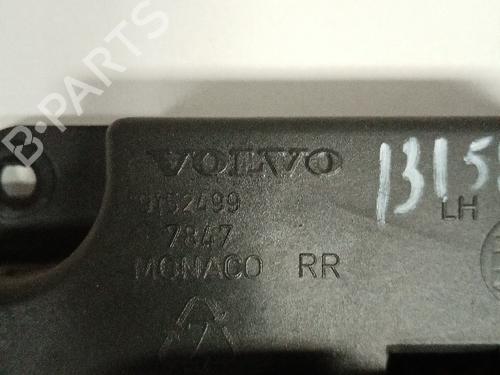 VOLVO
9152499
7847
MONACO RR
LH
B-PARTS